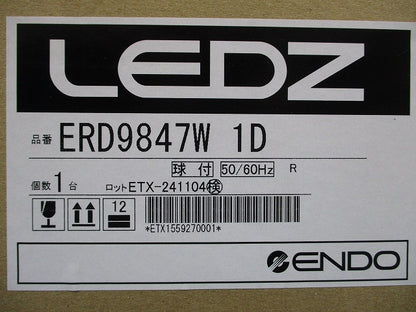 LEDZ
品番 ERD9847W 1D
球付 50/60Hz R
個数 1台 ロット ETX-241104 検
12
*ETX1559270001*
ENDO